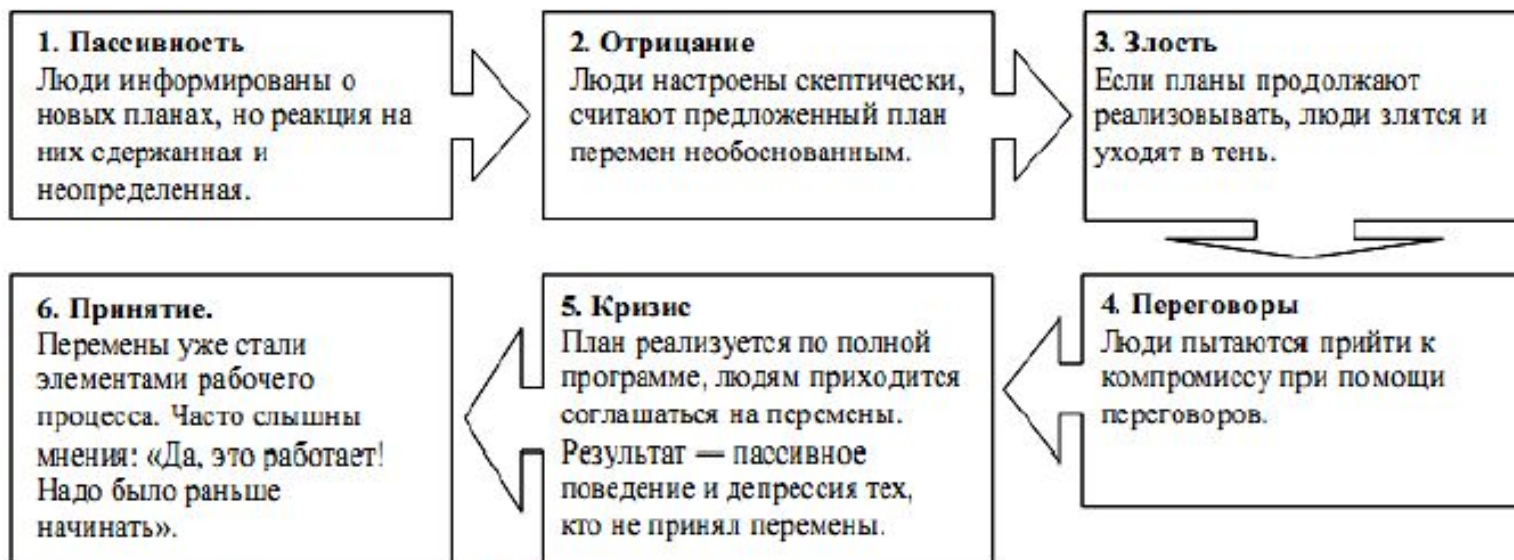 1. Пассивность
Люди информированы о
новых планах, но реакция на
них сдержанная и
неопределенная.
2. Отрицание
Люди настроены скептически,
считают предложенный план
перемен необоснованным.
3. Злость
Если планы продолжают
реализовывать, люди злятся и
уходят в тень.
4. Переговоры
Люди пытаются прийти к
компромиссу при помощи
переговоров.
5. Кризис
План реализуется по полной
программе, людям приходится
соглашаться на перемены.
Результат — пассивное
поведение и депрессия тех,
кто не принял перемены.
6. Принятие.
Перемены уже стали
элементами рабочего
процесса. Часто слышны
мнения: «Да, это работает!
Надо было раньше
начинать».